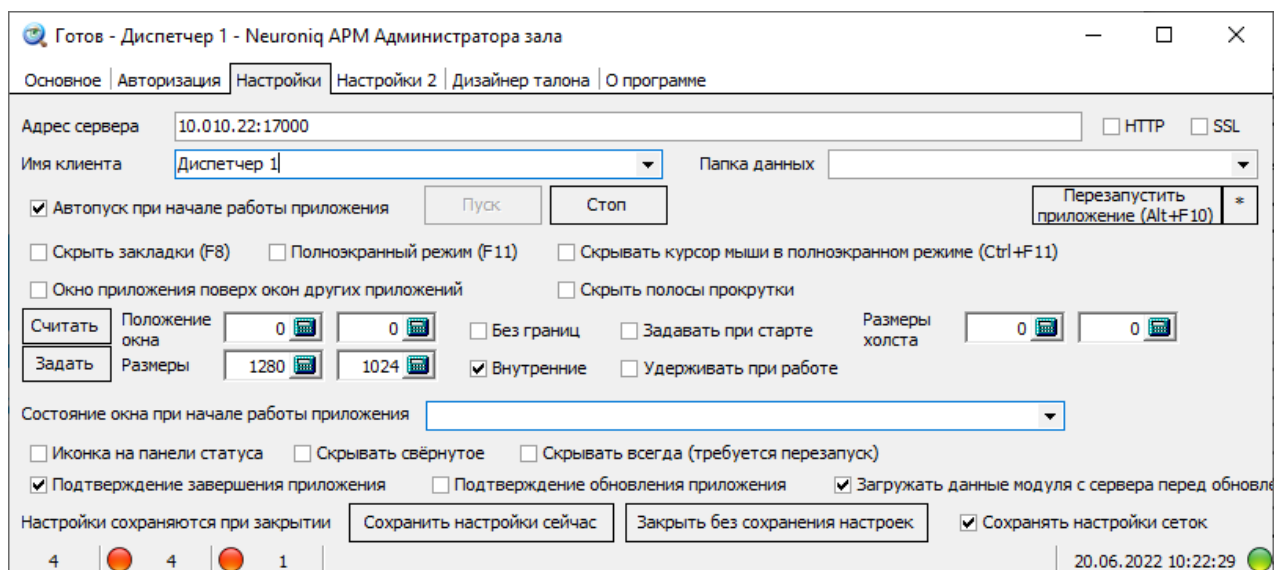 Готов - Диспетчер 1 - Neuroniq АРМ Администратора зала
Основное Авторизация Настройки Настройки 2 Дизайнер талона О программе
Адрес сервера 10.010.22:17000 HTTP SSL
Имя клиента Диспетчер 1 Папка данных
Автопуск при начале работы приложения Пуск Стоп Перезапустить приложение (Alt+F10) *
Скрыть закладки (F8) Полноэкранный режим (F11) Скрывать курсор мыши в полноэкранном режиме (Ctrl+F11)
Окно приложения поверх окон других приложений Скрыть полосы прокрутки
Считать Положение окна 0 0 Без границ Задавать при старте Размеры холста 0 0
Задать Размеры 1280 1024 Внутренние Удерживать при работе
Состояние окна при начале работы приложения
Иконка на панели статуса Скрывать свёрнутое Скрывать всегда (требуется перезапуск)
Подтверждение завершения приложения Подтверждение обновления приложения Загружать данные модуля с сервера перед обновле
Настройки сохраняются при закрытии Сохранить настройки сейчас Закрыть без сохранения настроек Сохранять настройки сеток
4 4 1 20.06.2022 10:22:29